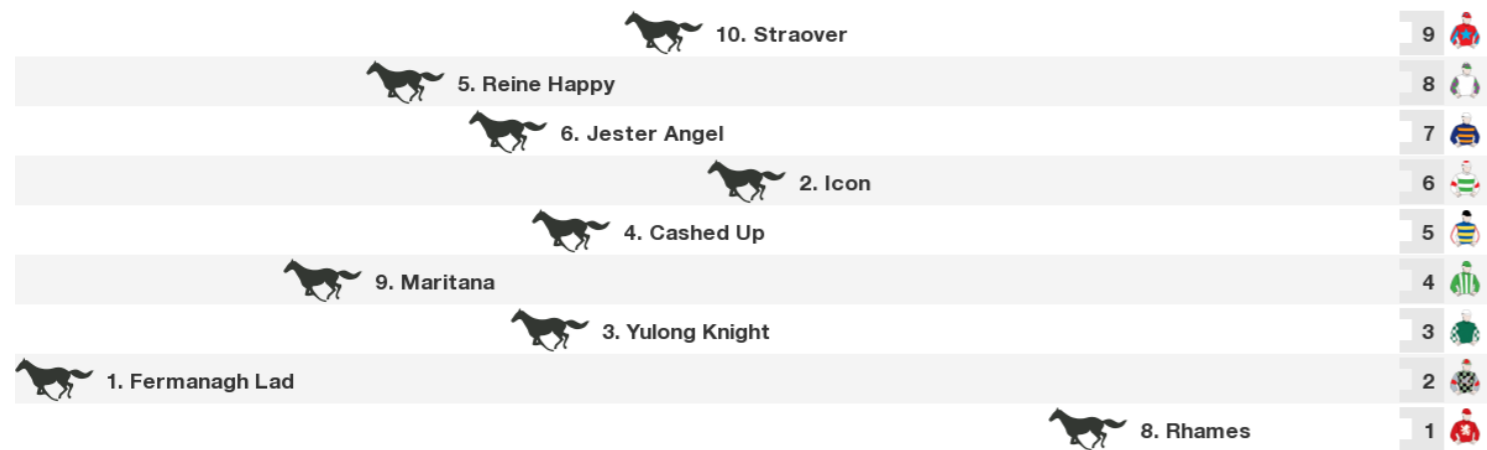 10. Straover 9
5. Reine Happy 8
6. Jester Angel 7
2. Icon 6
4. Cashed Up 5
9. Maritana 4
3. Yulong Knight 3
1. Fermanagh Lad 2
8. Rhames 1